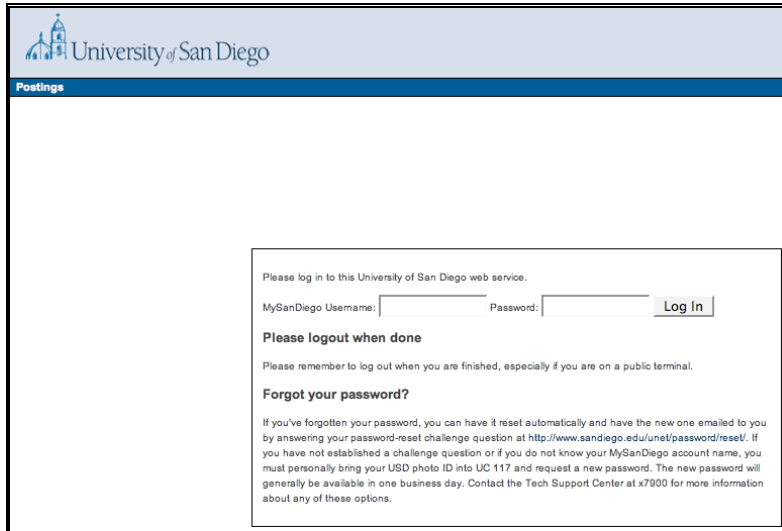 University of San Diego
Postings
Please log in to this University of San Diego web service.
MySanDiego Username: Password: Log In
Please logout when done
Please remember to log out when you are finished, especially if you are on a public terminal.
Forgot your password?
If you've forgotten your password, you can have it reset automatically and have the new one emailed to you
by answering your password-reset challenge question at http://www.sandiego.edu/unet/password/reset/. If
you have not established a challenge question or if you do not know your MySanDiego account name, you
must personally bring your USD photo ID into UC 117 and request a new password. The new password will
generally be available in one business day. Contact the Tech Support Center at x7900 for more information
about any of these options.